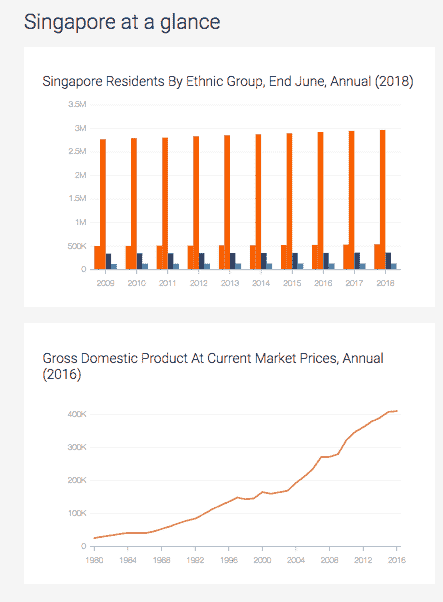 Singapore at a glance
Singapore Residents By Ethnic Group, End June, Annual (2018)
3.5M
3M
2.5M
2M
1.5M
1M
500K
0
2009 2010 2011 2012 2013 2014 2015 2016 2017 2018
Gross Domestic Product At Current Market Prices, Annual
(2016)
400K
300K
200K
100K
0
1980 1984 1988 1992 1996 2000 2004 2008 2012 2016